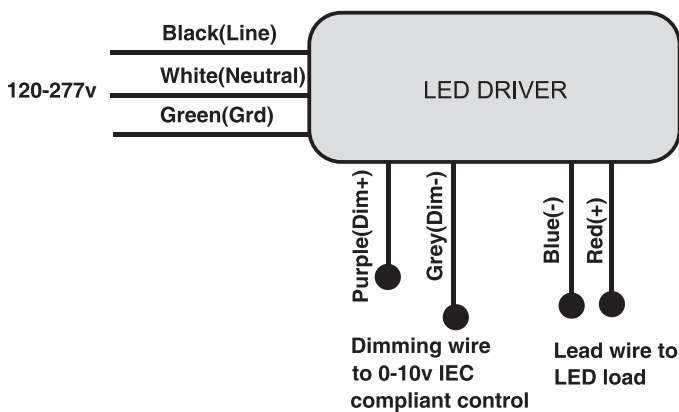 Black(Line)
White(Neutral)
120-277v
Green(Grd)
LED DRIVER
Purple(Dim+)
Grey(Dim-)
Blue(-)
Red(+)
Dimming wire
to 0-10v IEC
compliant control
Lead wire to
LED load